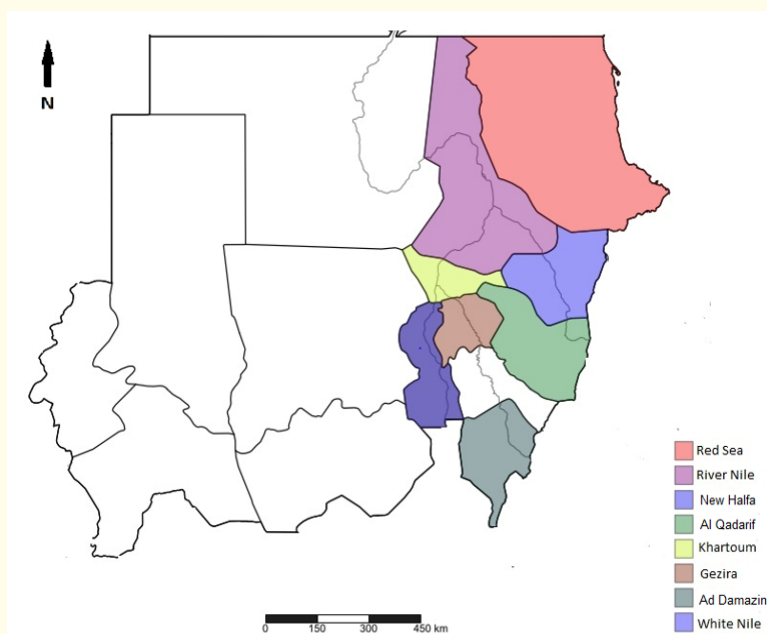 N
Red Sea
River Nile
New Halfa
Al Qadarif
Khartoum
Gezira
Ad Damazin
White Nile
0 150 300 450 km